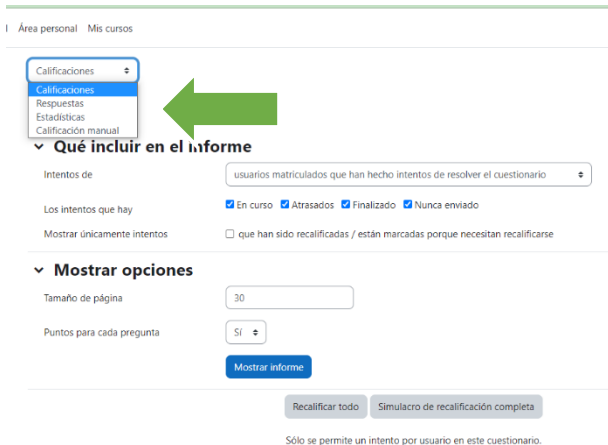 Área personal Mis cursos
Calificaciones
Calificaciones
Respuestas
Estadísticas
Calificación manual
Qué incluir en el informe
Intentos de usuarios matriculados que han hecho intentos de resolver el cuestionario
Los intentos que hay En curso Atrasados Finalizado Nunca enviado
Mostrar únicamente intentos que han sido recalificadas / están marcadas porque necesitan recalificarse
Mostrar opciones
Tamaño de página 30
Puntos para cada pregunta Sí
Mostrar informe
Recalificar todo Simulacro de recalificación completa
Sólo se permite un intento por usuario en este cuestionario.